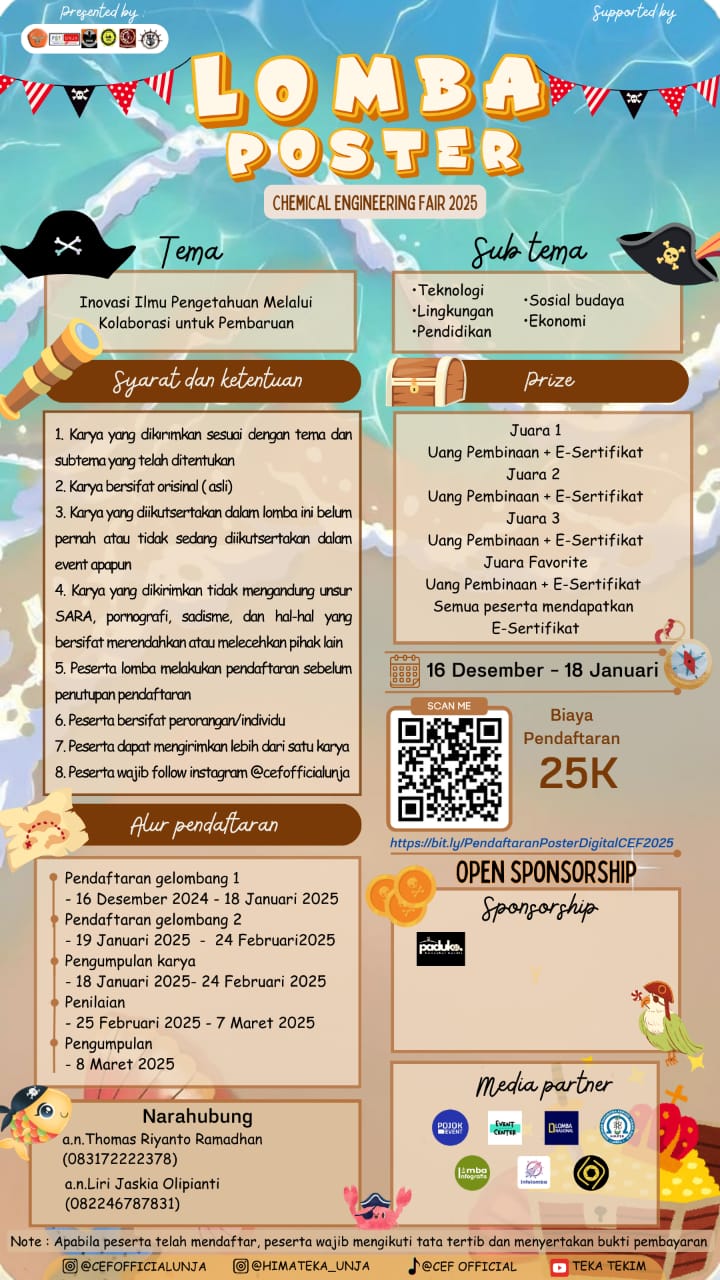 Presented by :
Supported by
LOMBA
POSTER
CHEMICAL ENGINEERING FAIR 2025
Tema
Inovasi Ilmu Pengetahuan Melalui
Kolaborasi untuk Pembaruan
Sub tema
•Teknologi
•Lingkungan
•Pendidikan
•Sosial budaya
•Ekonomi
Syarat dan ketentuan
1. Karya yang dikirimkan sesuai dengan tema dan
subtema yang telah ditentukan
2. Karya bersifat orisinal ( asli)
3. Karya yang diikutsertakan dalam lomba ini belum
pernah atau tidak sedang diikutsertakan dalam
event apapun
4. Karya yang dikirimkan tidak mengandung unsur
SARA, pornografi, sadisme, dan hal-hal yang
bersifat merendahkan atau melecehkan pihak lain
5. Peserta lomba melakukan pendaftaran sebelum
penutupan pendaftaran
6. Peserta bersifat perorangan/individu
7. Peserta dapat mengirimkan lebih dari satu karya
8. Peserta wajib follow instagram @cefofficialunja
Prize
Juara 1
Uang Pembinaan + E-Sertifikat
Juara 2
Uang Pembinaan + E-Sertifikat
Juara 3
Uang Pembinaan + E-Sertifikat
Juara Favorite
Uang Pembinaan + E-Sertifikat
Semua peserta mendapatkan
E-Sertifikat
16 Desember - 18 Januari
SCAN ME
Biaya
Pendaftaran
25K
https://bit.ly/PendaftaranPosterDigitalCEF2025
Alur pendaftaran
Pendaftaran gelombang 1
- 16 Desember 2024 - 18 Januari 2025
Pendaftaran gelombang 2
- 19 Januari 2025 - 24 Februari2025
Pengumpulan karya
- 18 Januari 2025- 24 Februari 2025
Penilaian
- 25 Februari 2025 - 7 Maret 2025
Pengumpulan
- 8 Maret 2025
OPEN SPONSORSHIP
Sponsorship
paduko.
Media partner
POJOK
EVENT
EVENT
CENTER
LOMBA
NASIONAL
Lomba
Infografis
infolomba
Narahubung
a.n.Thomas Riyanto Ramadhan
(083172222378)
a.n.Liri Jaskia Olipianti
(082246787831)
Note : Apabila peserta telah mendaftar, peserta wajib mengikuti tata tertib dan menyertakan bukti pembayaran
@CEFOFFICIALUNJA
@HIMATEKA_UNJA
@CEF OFFICIAL
TEKA TEKIM